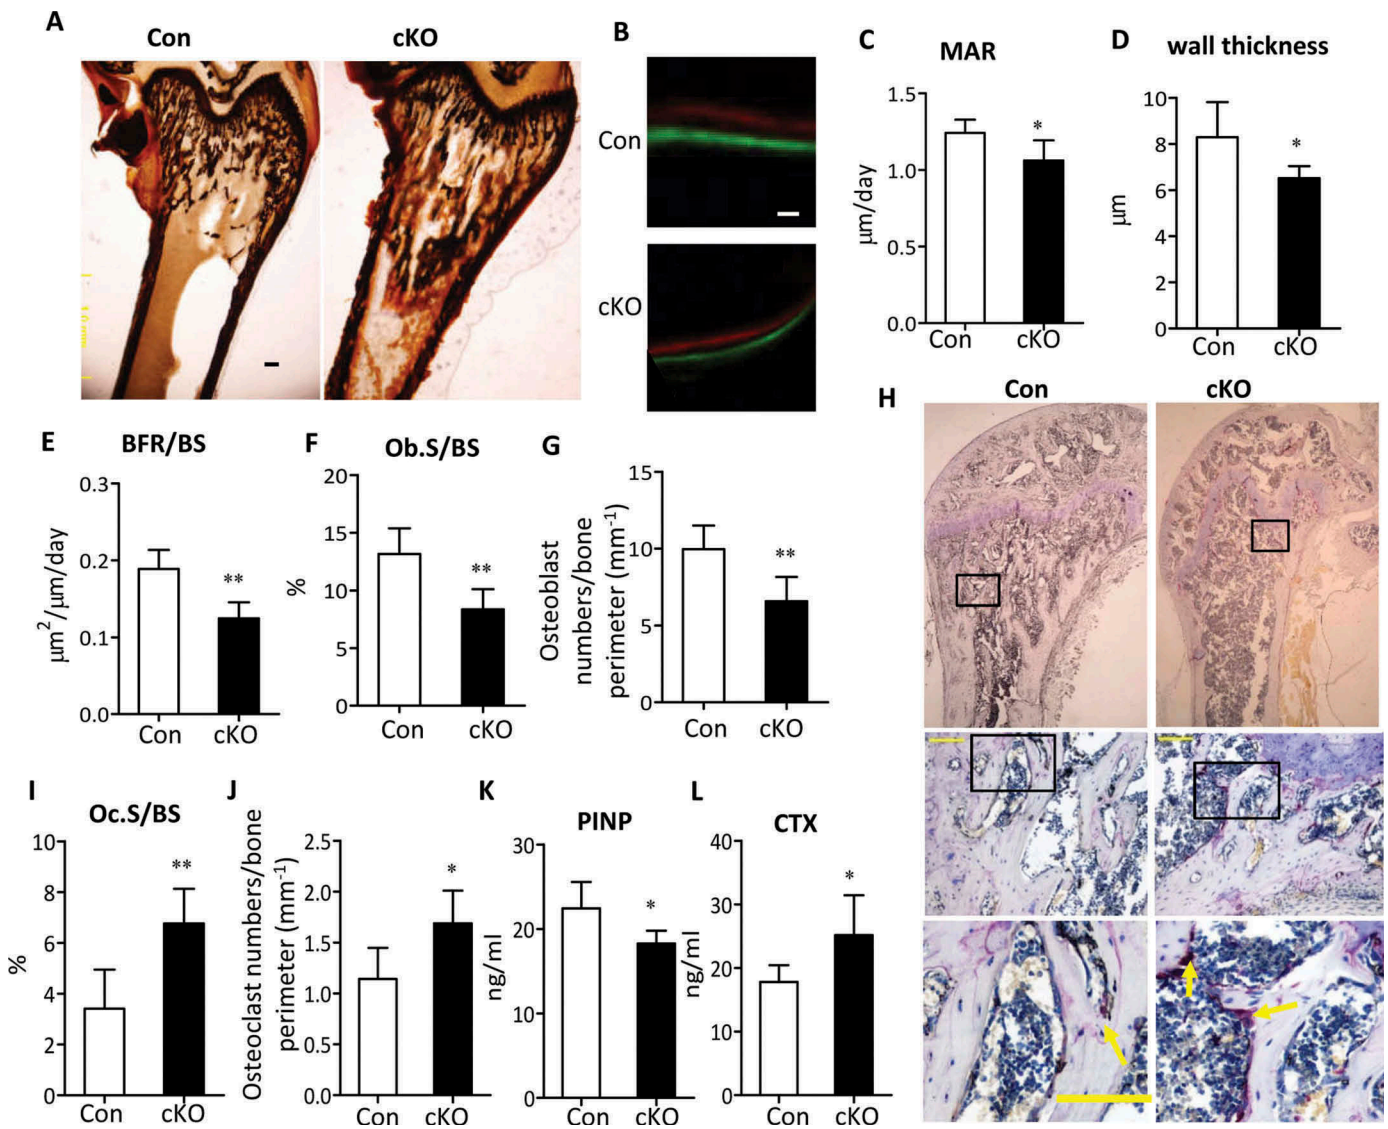 A
Con
cKO
B
Con
cKO
C
MAR
μm/day
1.5
1.0
0.5
0.0
*
Con
cKO
D
wall thickness
μm
10
8
6
4
2
0
*
Con
cKO
E
BFR/BS
μm²/μm/day
0.3
0.2
0.1
0.0
**
Con
cKO
F
Ob.S/BS
%
20
15
10
5
0
**
Con
cKO
G
Osteoblast
numbers/bone
perimeter (mm⁻¹)
15
10
5
0
**
Con
cKO
H
Con
cKO
I
Oc.S/BS
%
10
8
6
4
2
0
**
Con
cKO
J
Osteoclast numbers/bone
perimeter (mm⁻¹)
2.5
2.0
1.5
1.0
0.5
0.0
*
Con
cKO
K
PINP
ng/ml
30
20
10
0
*
Con
cKO
L
CTX
ng/ml
40
30
20
10
0
*
Con
cKO